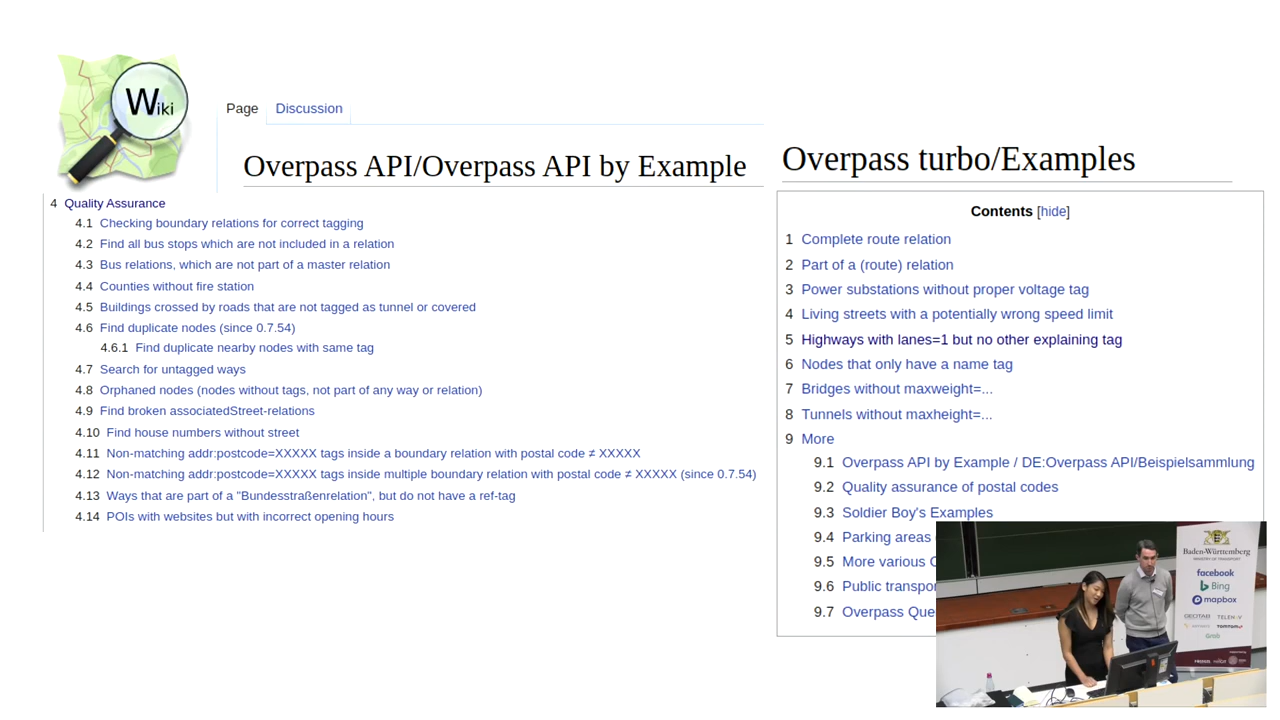 Wiki
Page
Discussion
Overpass API/Overpass API by Example
4 Quality Assurance
4.1 Checking boundary relations for correct tagging
4.2 Find all bus stops which are not included in a relation
4.3 Bus relations, which are not part of a master relation
4.4 Counties without fire station
4.5 Buildings crossed by roads that are not tagged as tunnel or covered
4.6 Find duplicate nodes (since 0.7.54)
4.6.1 Find duplicate nearby nodes with same tag
4.7 Search for untagged ways
4.8 Orphaned nodes (nodes without tags, not part of any way or relation)
4.9 Find broken associatedStreet-relations
4.10 Find house numbers without street
4.11 Non-matching addr:postcode=XXXXX tags inside a boundary relation with postal code ≠ XXXXX
4.12 Non-matching addr:postcode=XXXXX tags inside multiple boundary relation with postal code ≠ XXXXX (since 0.7.54)
4.13 Ways that are part of a "Bundesstraßenrelation", but do not have a ref-tag
4.14 POIs with websites but with incorrect opening hours
Overpass turbo/Examples
Contents [hide]
1 Complete route relation
2 Part of a (route) relation
3 Power substations without proper voltage tag
4 Living streets with a potentially wrong speed limit
5 Highways with lanes=1 but no other explaining tag
6 Nodes that only have a name tag
7 Bridges without maxweight=...
8 Tunnels without maxheight=...
9 More
9.1 Overpass API by Example / DE:Overpass API/Beispielsammlung
9.2 Quality assurance of postal codes
9.3 Soldier Boy's Examples
9.4 Parking areas
9.5 More various
9.6 Public transpor
9.7 Overpass Que
Baden-Württemberg
MINISTRY OF TRANSPORT
facebook
Bing
mapbox
GEOTAB TELENAV
TomTom
Grab